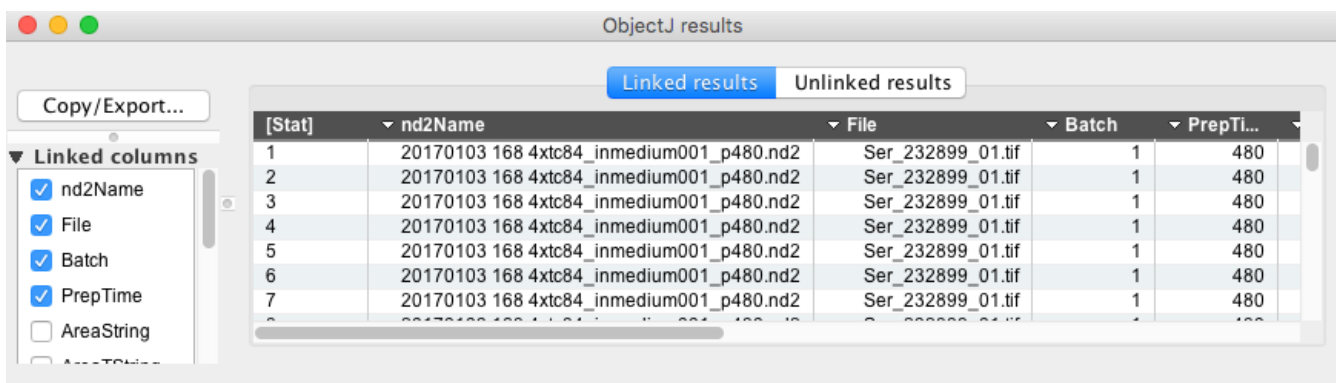 ObjectJ results
Linked results Unlinked results
Copy/Export...
Linked columns
nd2Name
File
Batch
PrepTime
AreaString
[Stat] nd2Name File Batch PrepTi...
1 20170103 168 4xtc84_inmedium001_p480.nd2 Ser_232899_01.tif 1 480
2 20170103 168 4xtc84_inmedium001_p480.nd2 Ser_232899_01.tif 1 480
3 20170103 168 4xtc84_inmedium001_p480.nd2 Ser_232899_01.tif 1 480
4 20170103 168 4xtc84_inmedium001_p480.nd2 Ser_232899_01.tif 1 480
5 20170103 168 4xtc84_inmedium001_p480.nd2 Ser_232899_01.tif 1 480
6 20170103 168 4xtc84_inmedium001_p480.nd2 Ser_232899_01.tif 1 480
7 20170103 168 4xtc84_inmedium001_p480.nd2 Ser_232899_01.tif 1 480